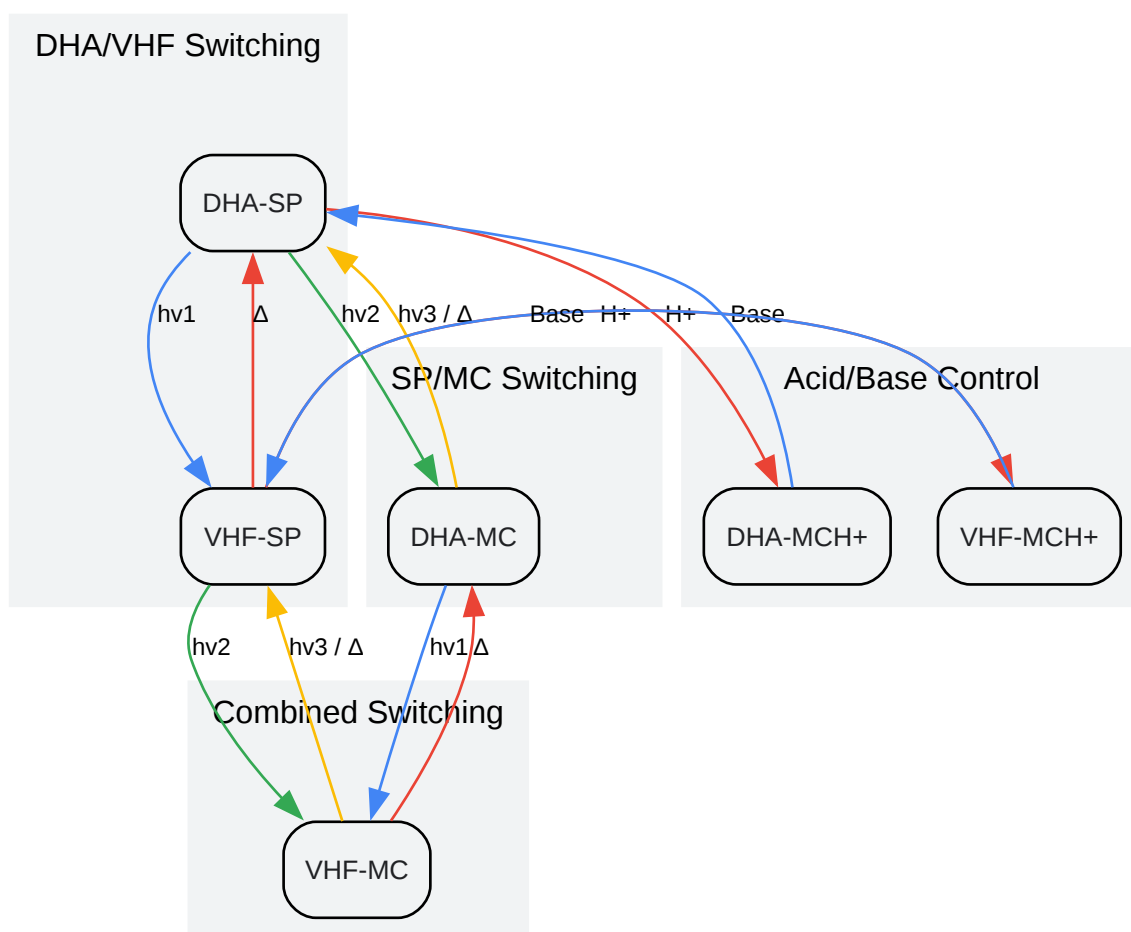 DHA/VHF Switching
DHA-SP
hv1
Δ
hv2
hv3 / Δ
Base
H+
H+
Base
SP/MC Switching
Acid/Base Control
VHF-SP
DHA-MC
DHA-MCH+
VHF-MCH+
hv2
hv3 / Δ
hv1
Δ
Combined Switching
VHF-MC